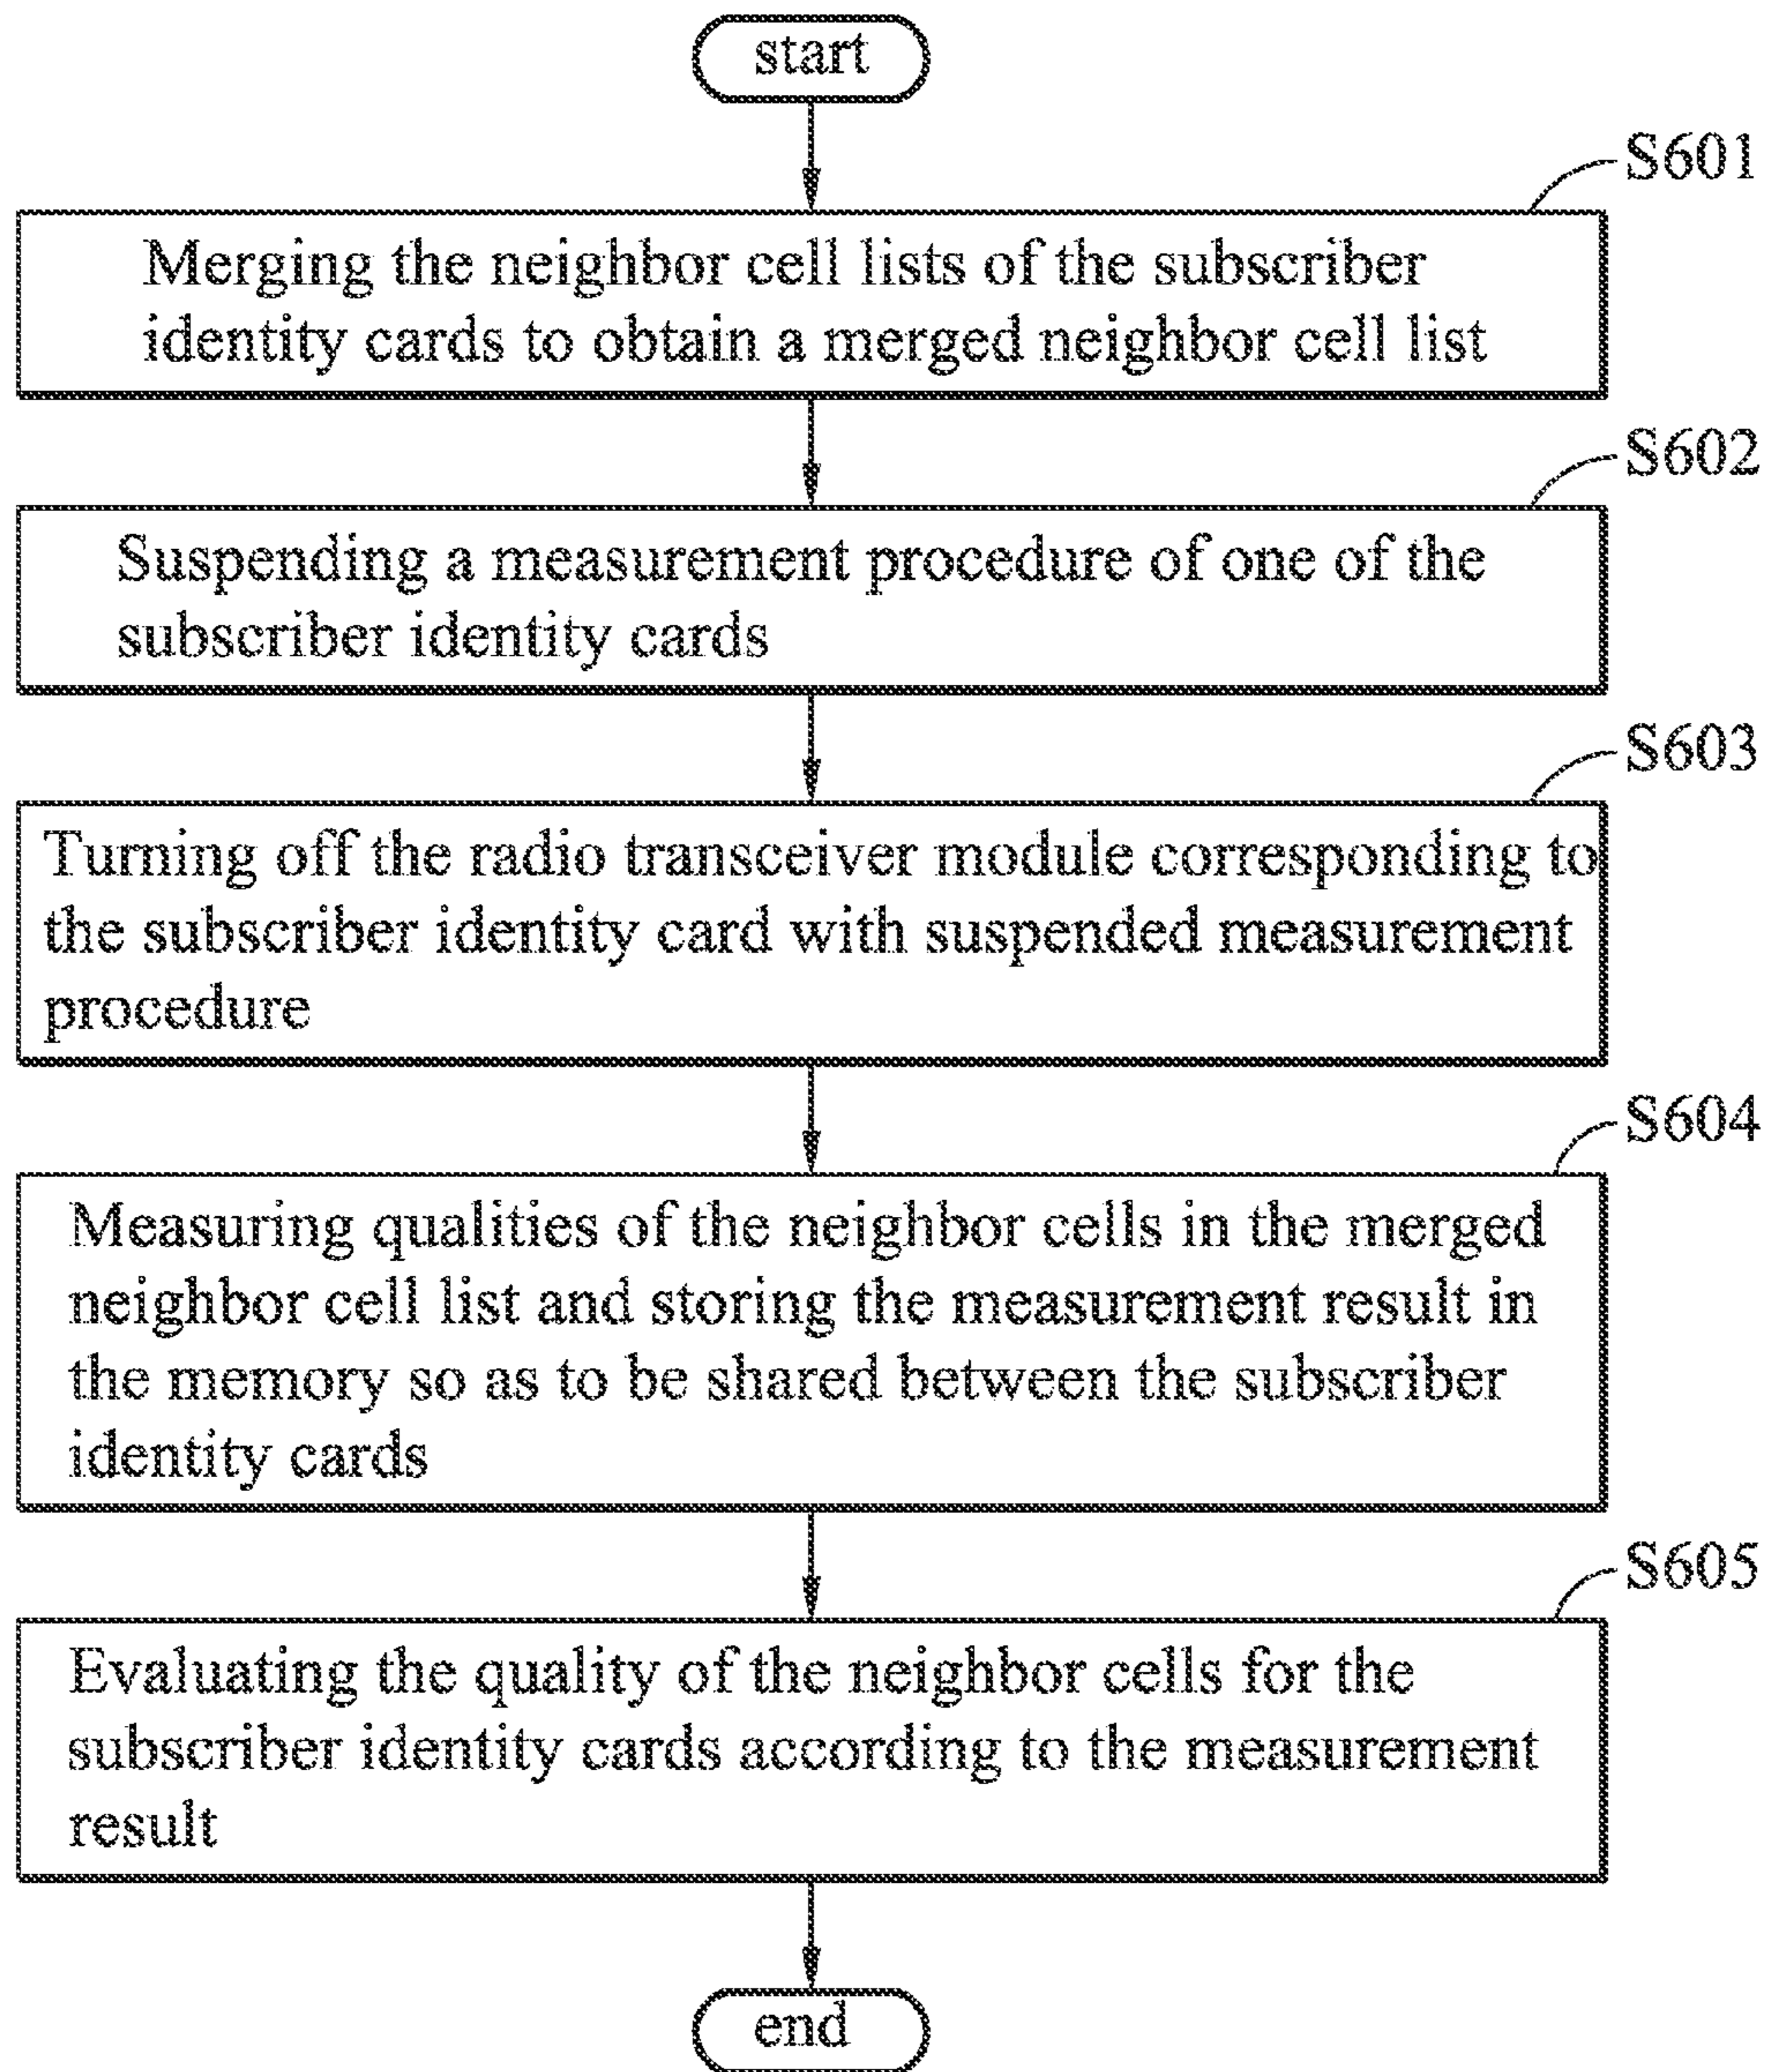 start
S601
Merging the neighbor cell lists of the subscriber
identity cards to obtain a merged neighbor cell list
S602
Suspending a measurement procedure of one of the
subscriber identity cards
S603
Turning off the radio transceiver module corresponding to
the subscriber identity card with suspended measurement
procedure
S604
Measuring qualities of the neighbor cells in the merged
neighbor cell list and storing the measurement result in
the memory so as to be shared between the subscriber
identity cards
S605
Evaluating the quality of the neighbor cells for the
subscriber identity cards according to the measurement
result
end